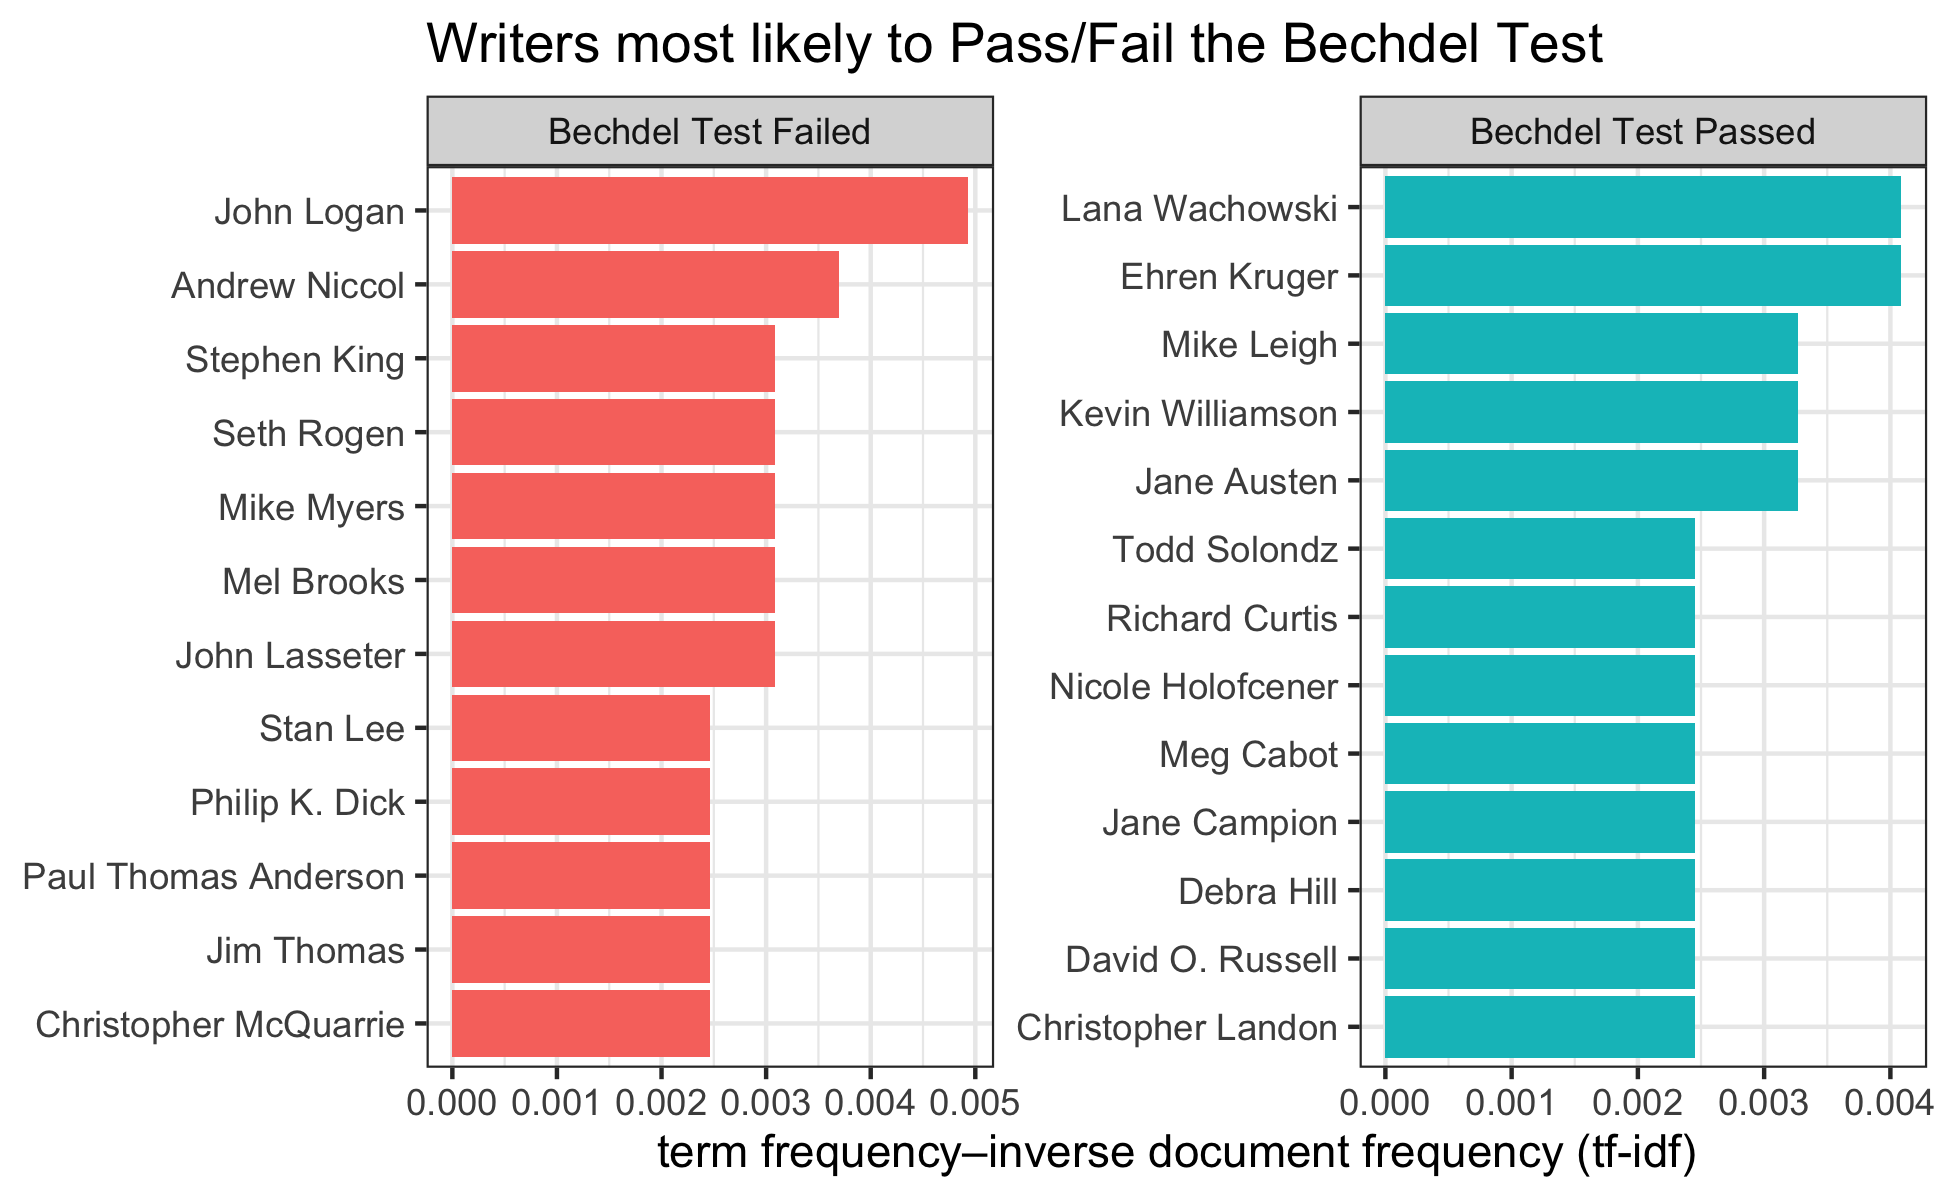 Writers most likely to Pass/Fail the Bechdel Test
Bechdel Test Failed
John Logan
Andrew Niccol
Stephen King
Seth Rogen
Mike Myers
Mel Brooks
John Lasseter
Stan Lee
Philip K. Dick
Paul Thomas Anderson
Jim Thomas
Christopher McQuarrie
0.000 0.001 0.002 0.003 0.004 0.005
Bechdel Test Passed
Lana Wachowski
Ehren Kruger
Mike Leigh
Kevin Williamson
Jane Austen
Todd Solondz
Richard Curtis
Nicole Holofcener
Meg Cabot
Jane Campion
Debra Hill
David O. Russell
Christopher Landon
0.000 0.001 0.002 0.003 0.004
term frequency–inverse document frequency (tf-idf)